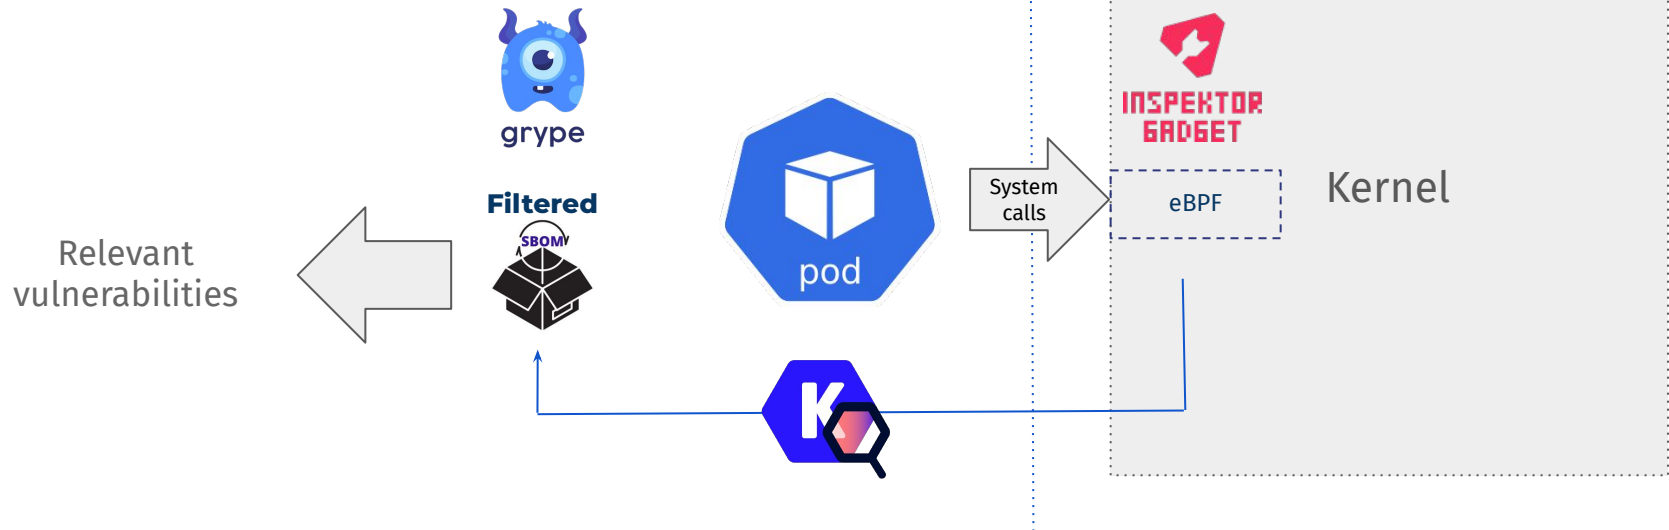 grype
Filtered
SBOM
Relevant
vulnerabilities
pod
System
calls
INSPEKTOR
GADGET
eBPF
Kernel
K